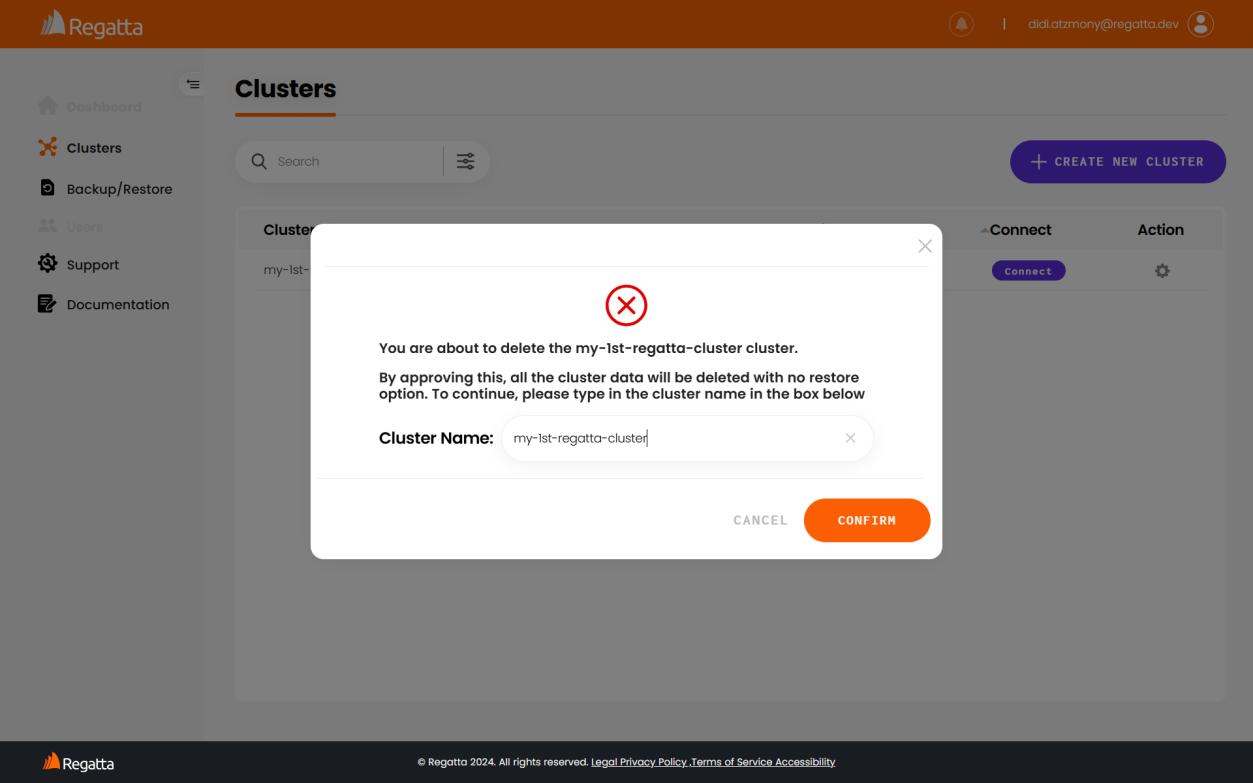 Regatta
didi.atzmony@regatta.dev
Clusters
Dashboard
Clusters
Backup/Restore
Users
Support
Documentation
Search
CREATE NEW CLUSTER
Cluster
Connect
Action
my-1st-
Connect
You are about to delete the my-1st-regatta-cluster cluster.
By approving this, all the cluster data will be deleted with no restore
option. To continue, please type in the cluster name in the box below
Cluster Name: my-1st-regatta-cluster
CANCEL
CONFIRM
Regatta
© Regatta 2024. All rights reserved. Legal Privacy Policy ,Terms of Service Accessibility